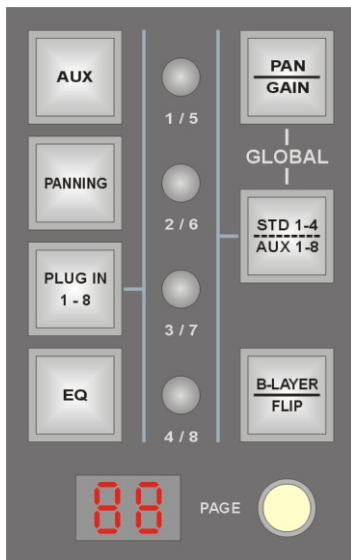 AUX
PANNING
PLUG IN
1 - 8
EQ
1 / 5
2 / 6
3 / 7
4 / 8
PAN
GAIN
GLOBAL
STD 1-4
AUX 1-8
B-LAYER
FLIP
88
PAGE